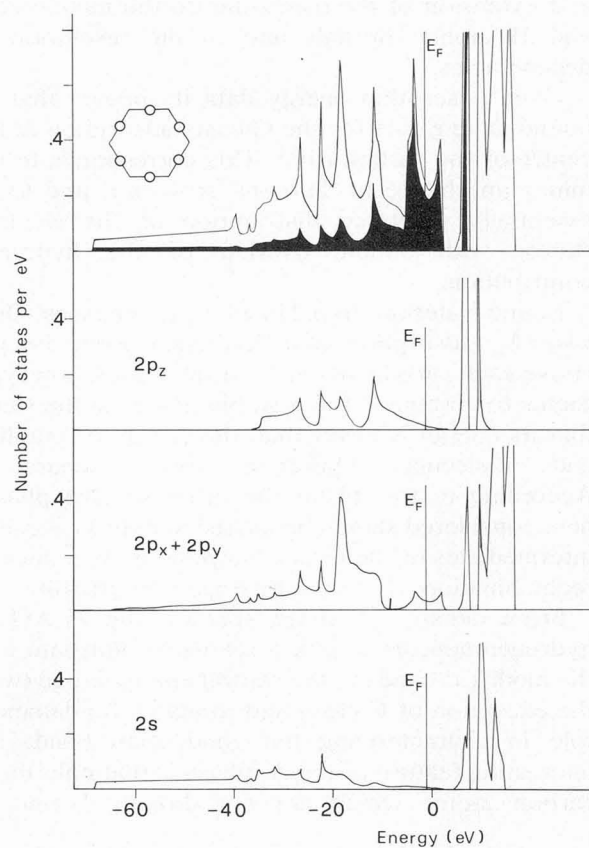 E_F
.4
Number of states per eV
.4
E_F
2p_z
E_F
.4
2p_x + 2p_y
E_F
.4
2s
−60 −40 −20 0
Energy (eV)